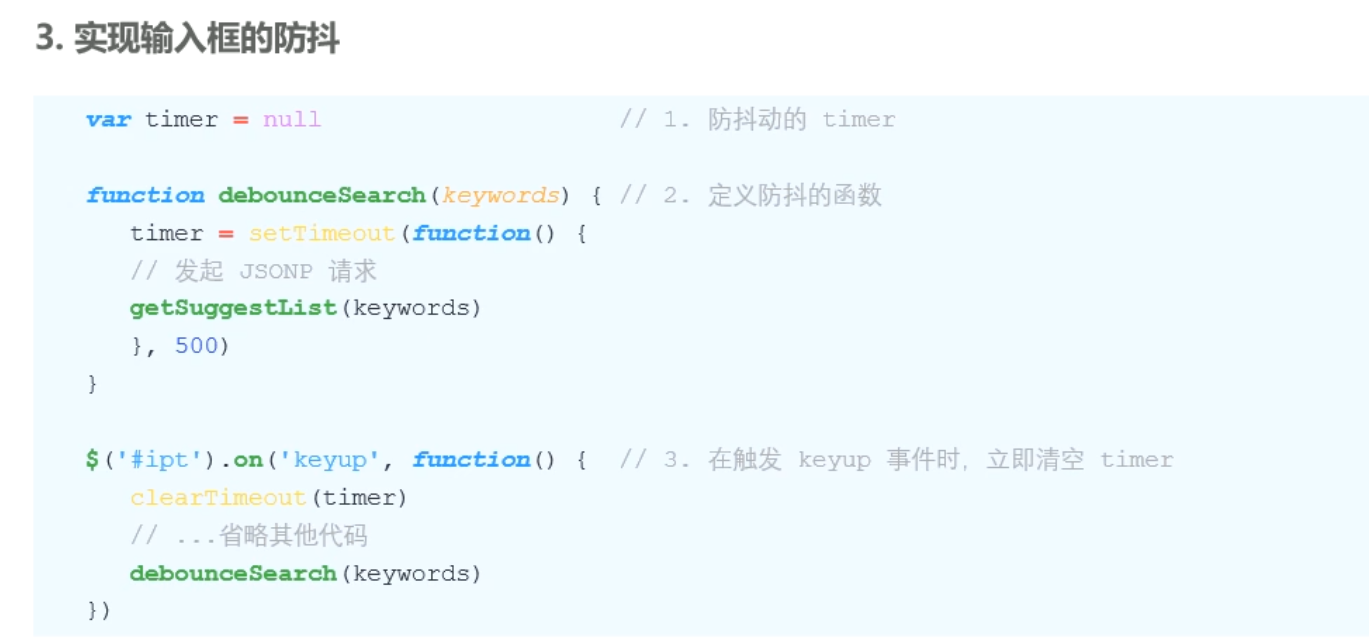 3. 实现输入框的防抖
var timer = null // 1. 防抖动的 timer
function debounceSearch(keywords) { // 2. 定义防抖的函数
timer = setTimeout(function() {
// 发起 JSONP 请求
getSuggestList(keywords)
}, 500)
}
$('#ipt').on('keyup', function() { // 3. 在触发 keyup 事件时，立即清空 timer
clearTimeout(timer)
// ...省略其他代码
debounceSearch(keywords)
})